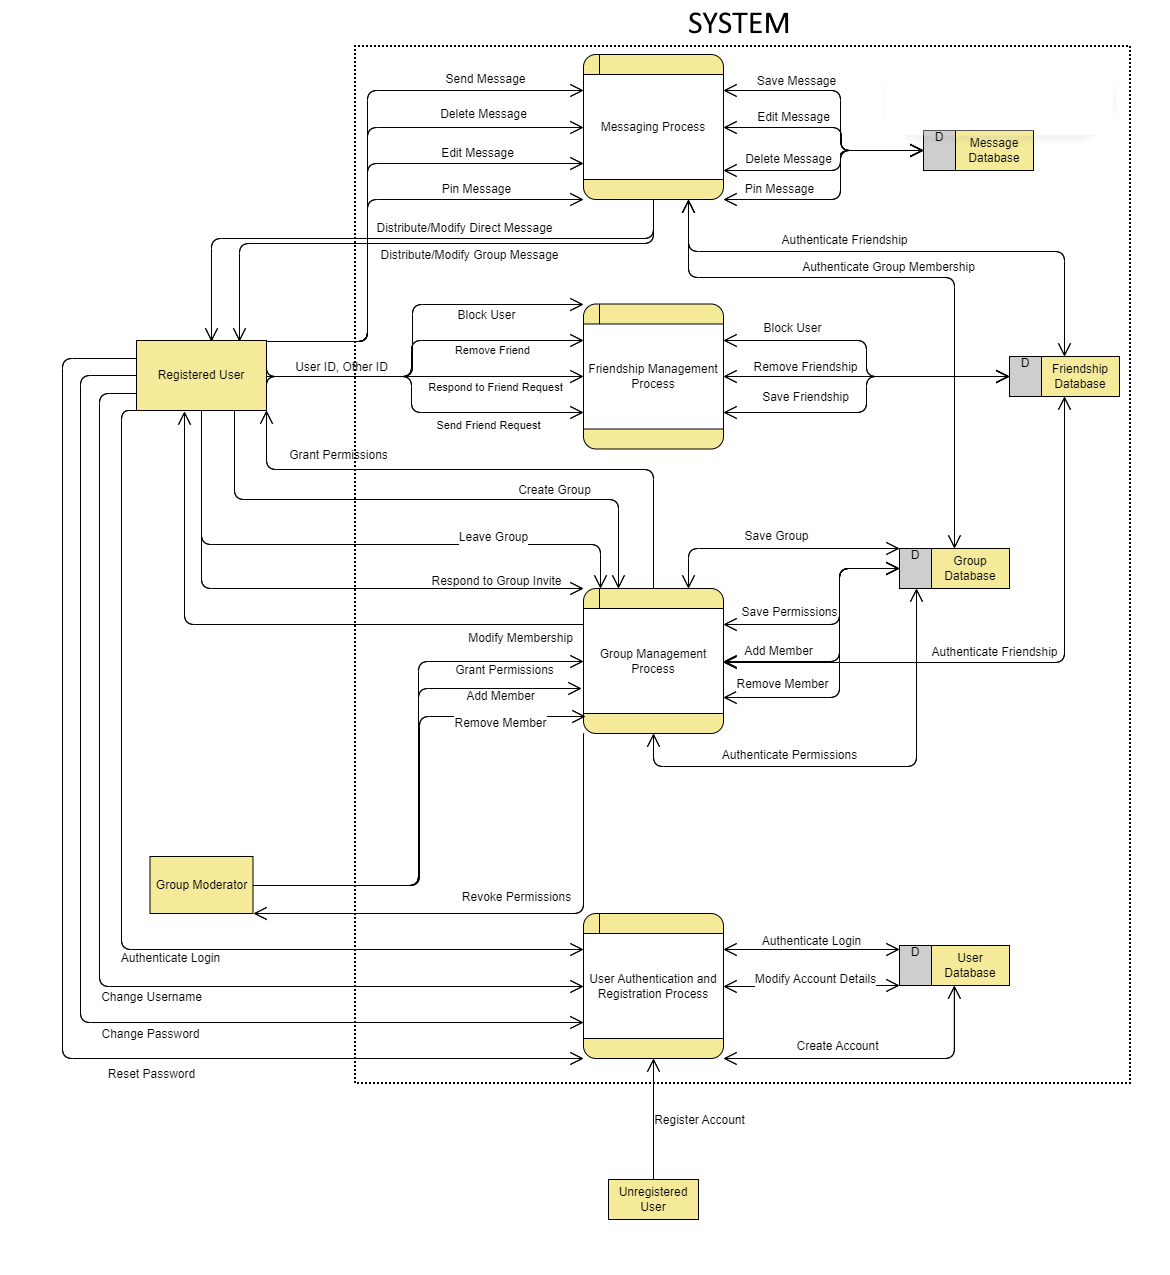 SYSTEM
Send Message
Delete Message
Edit Message
Pin Message
Messaging Process
Save Message
Edit Message
Delete Message
Pin Message
D
Message
Database
Distribute/Modify Direct Message
Distribute/Modify Group Message
Authenticate Friendship
Authenticate Group Membership
Registered User
User ID, Other ID
Block User
Remove Friend
Respond to Friend Request
Send Friend Request
Friendship Management
Process
Block User
Remove Friendship
Save Friendship
D
Friendship
Database
Grant Permissions
Create Group
Leave Group
Respond to Group Invite
Modify Membership
Grant Permissions
Add Member
Remove Member
Group Management
Process
Save Group
Save Permissions
Add Member
Remove Member
D
Group
Database
Authenticate Friendship
Authenticate Permissions
Group Moderator
Revoke Permissions
Authenticate Login
Change Username
Change Password
Reset Password
User Authentication and
Registration Process
Authenticate Login
Modify Account Details
Create Account
D
User
Database
Register Account
Unregistered
User